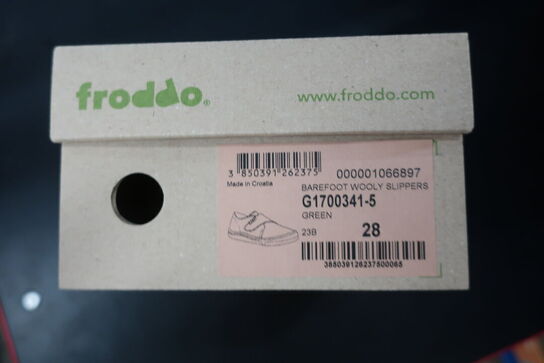 froddo®
www.froddo.com
3 850391 262375
000001066897
Made in Croatia
BAREFOOT WOOLY SLIPPERS
G1700341-5
GREEN
23B
28
385039126237500065